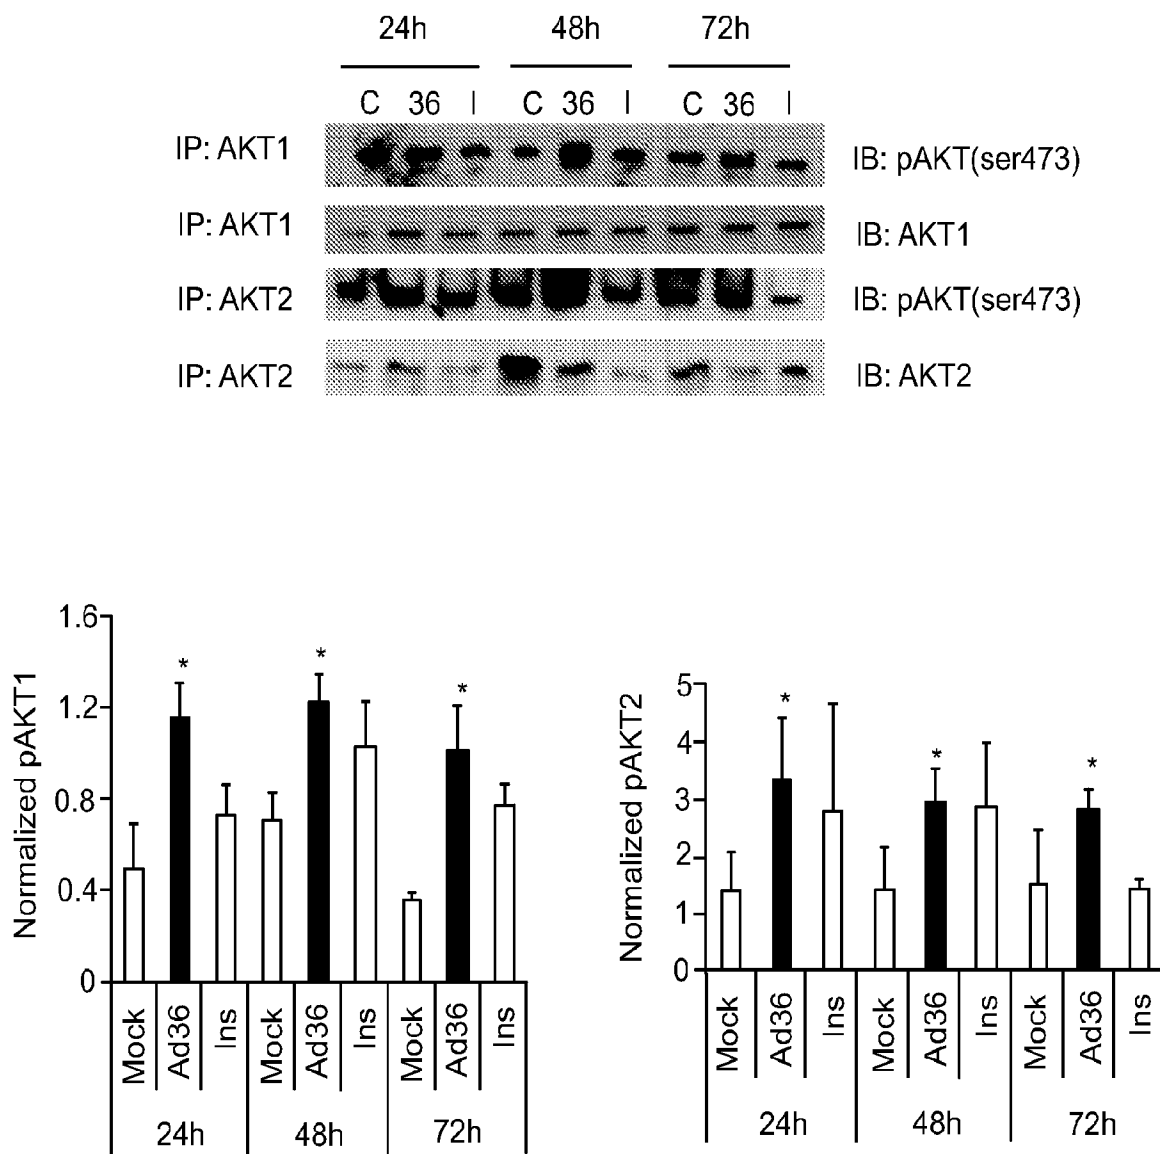 24h 48h 72h
C 36 I C 36 I C 36 I
IP: AKT1 IB: pAKT(ser473)
IP: AKT1 IB: AKT1
IP: AKT2 IB: pAKT(ser473)
IP: AKT2 IB: AKT2
Normalized pAKT1
1.6
1.2
0.8
0.4
0
* * *
Mock Ad36 Ins Mock Ad36 Ins Mock Ad36 Ins
24h 48h 72h
Normalized pAKT2
5
4
3
2
1
0
* * *
Mock Ad36 Ins Mock Ad36 Ins Mock Ad36 Ins
24h 48h 72h